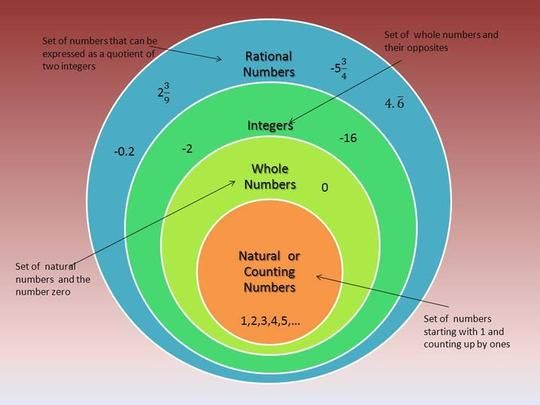 Set of numbers that can be
expressed as a quotient of
two integers
Set of whole numbers and
their opposites
Rational
Numbers
-5 3/4
2 3/9
4.6̅
Integers
-0.2
-2
-16
Whole
Numbers
0
Natural or
Counting
Numbers
1,2,3,4,5,...
Set of natural
numbers and the
number zero
Set of numbers
starting with 1 and
counting up by ones